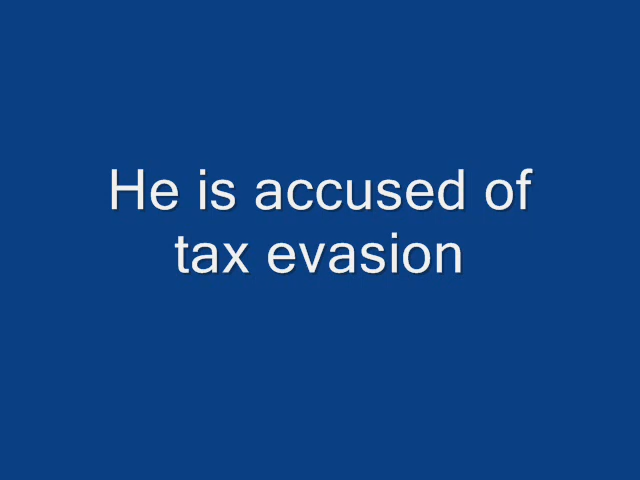 He is accused of
tax evasion